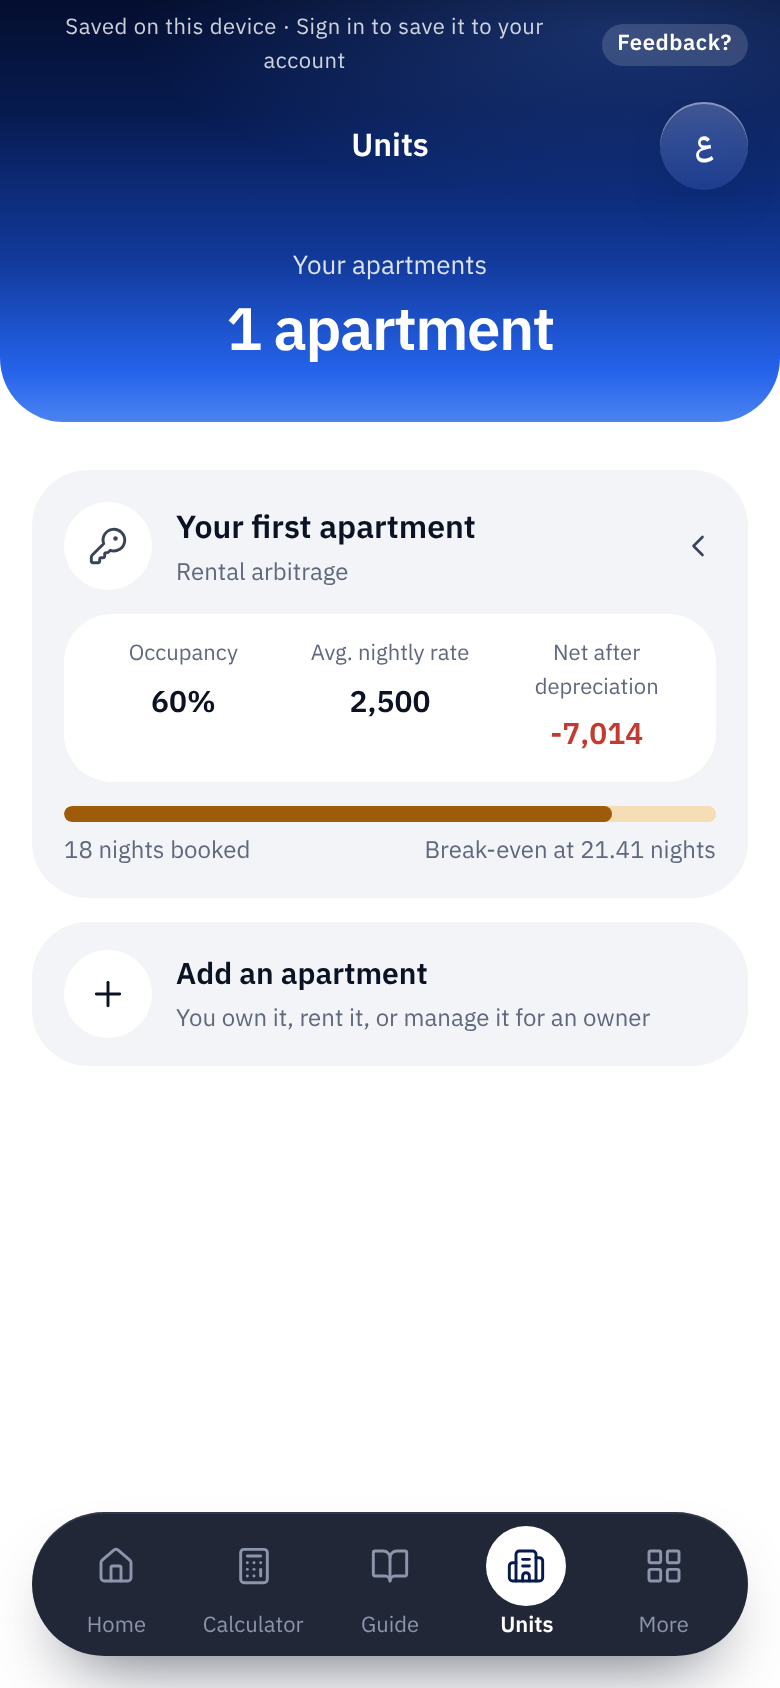 Saved on this device · Sign in to save it to your
account
Feedback?
Units
ع
Your apartments
1 apartment
Your first apartment
Rental arbitrage
Occupancy
60%
Avg. nightly rate
2,500
Net after
depreciation
-7,014
18 nights booked
Break-even at 21.41 nights
Add an apartment
You own it, rent it, or manage it for an owner
Home
Calculator
Guide
Units
More